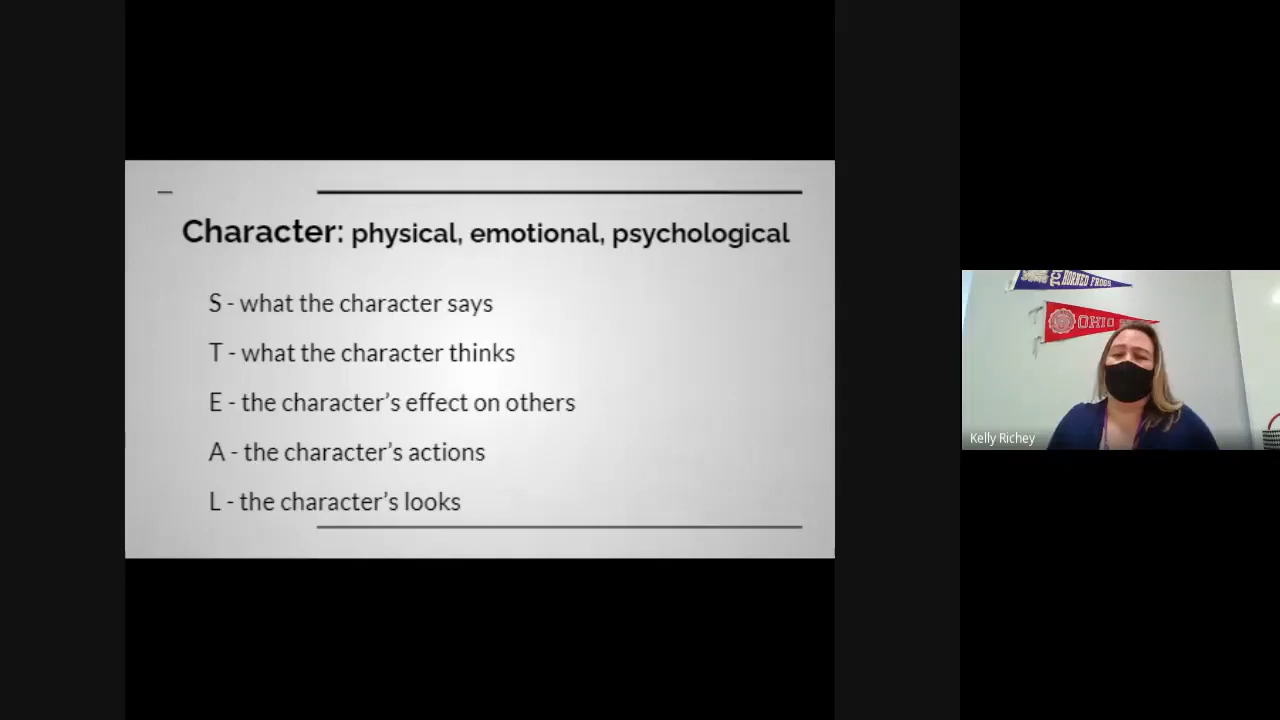 Character: physical, emotional, psychological
S - what the character says
T - what the character thinks
E - the character's effect on others
A - the character's actions
L - the character's looks
HORNED FROGS
OHIO
Kelly Richey